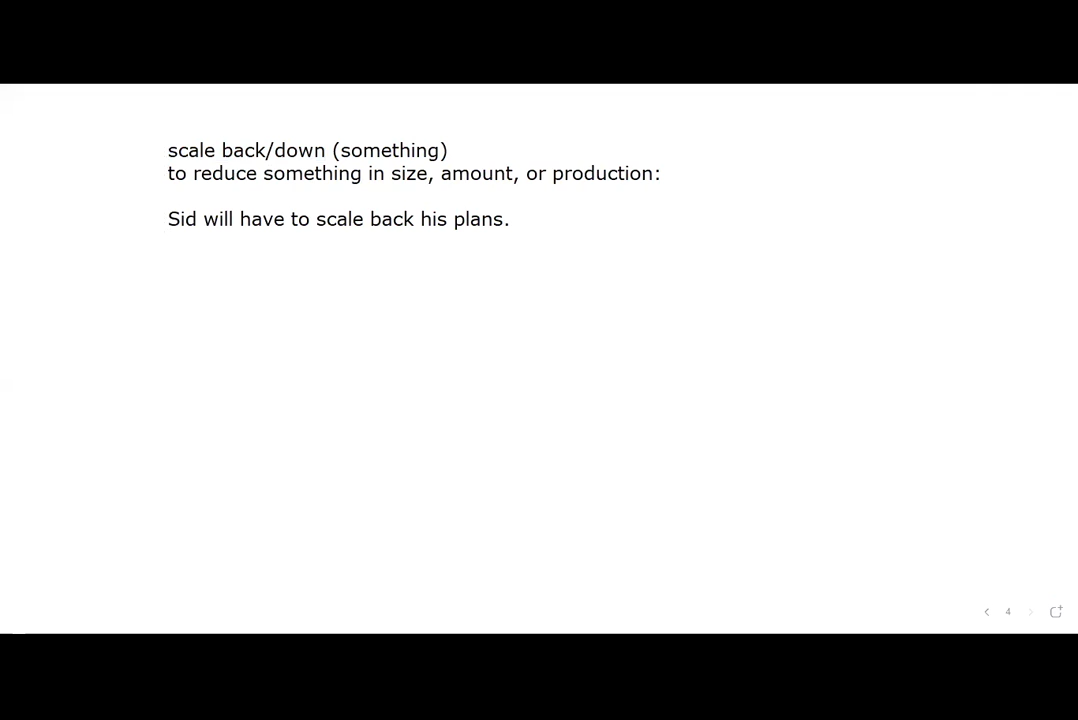 scale back/down (something)
to reduce something in size, amount, or production:
Sid will have to scale back his plans.
4